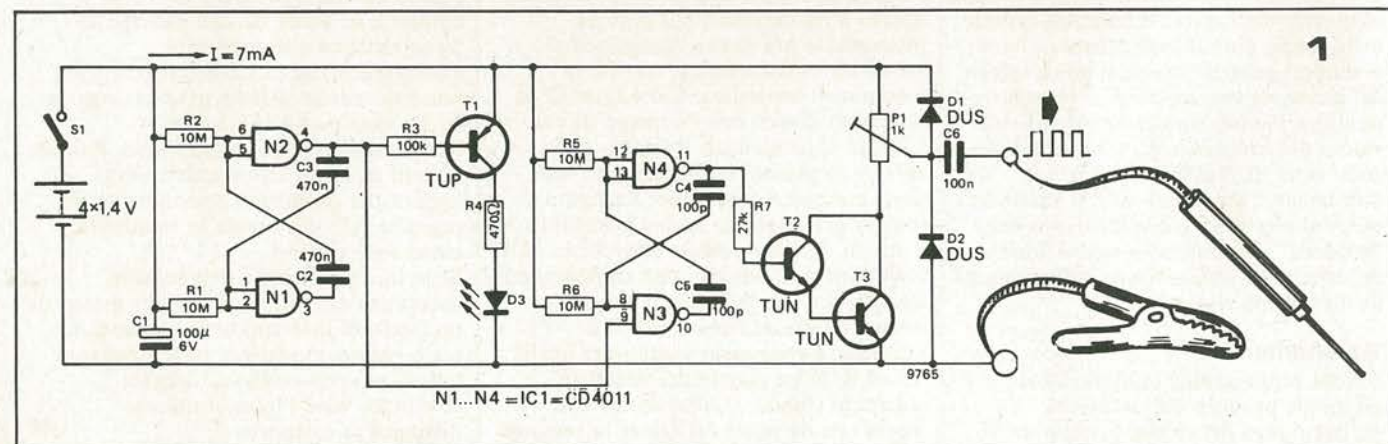 1
I = 7mA
S1
4×1,4 V
R2
10M
6
5
N2
4
C3
470n
R3
100k
T1
TUP
R4
470Ω
D3
470n
C2
R1
10M
1
2
N1
3
C1
100µ
6V
R5
10M
12
13
N4
11
C4
100p
R7
27k
T2
TUN
R6
10M
8
9
N3
10
C5
100p
T3
TUN
P1
1k
D1
DUS
C6
100n
D2
DUS
9765
N1...N4 = IC1 = CD4011